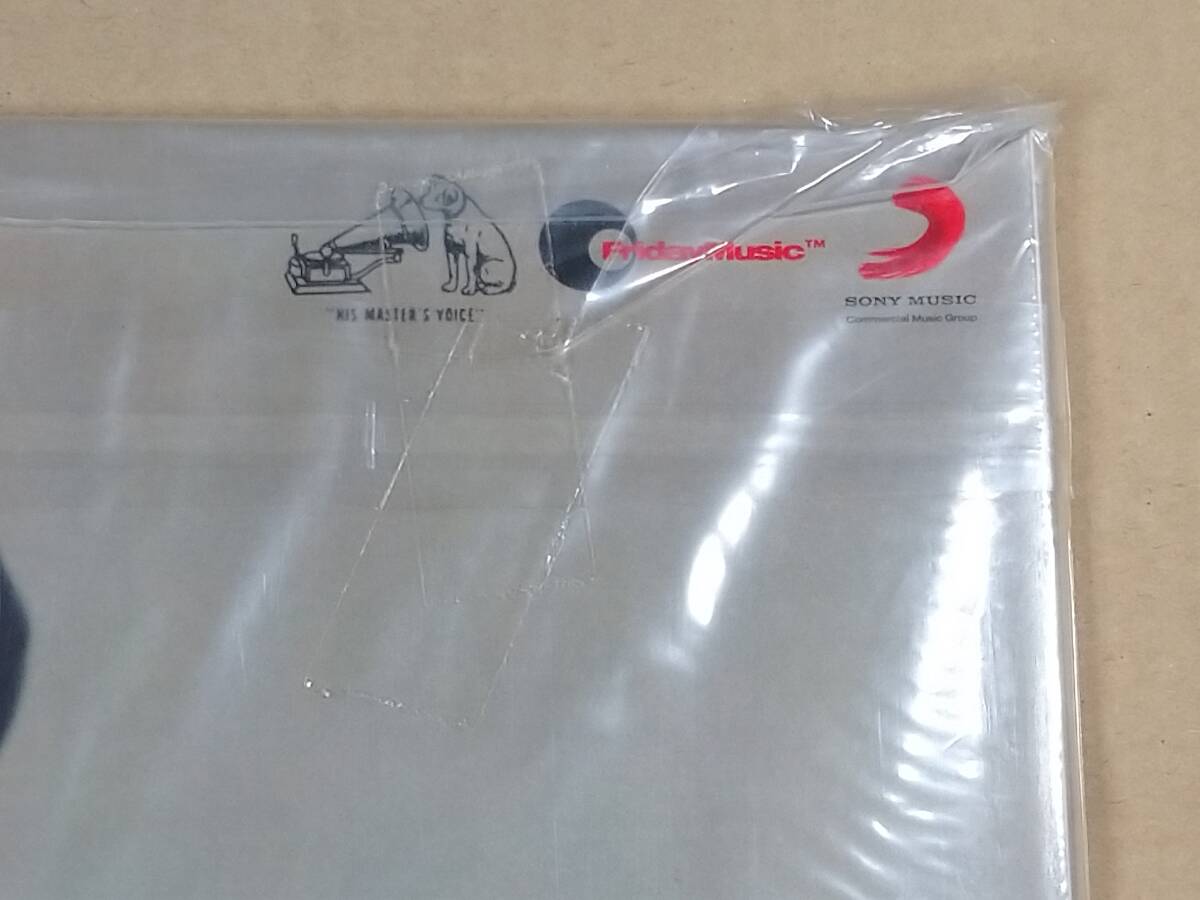 "HIS MASTER'S VOICE"
FridayMusic™
SONY MUSIC
Commercial Music Group